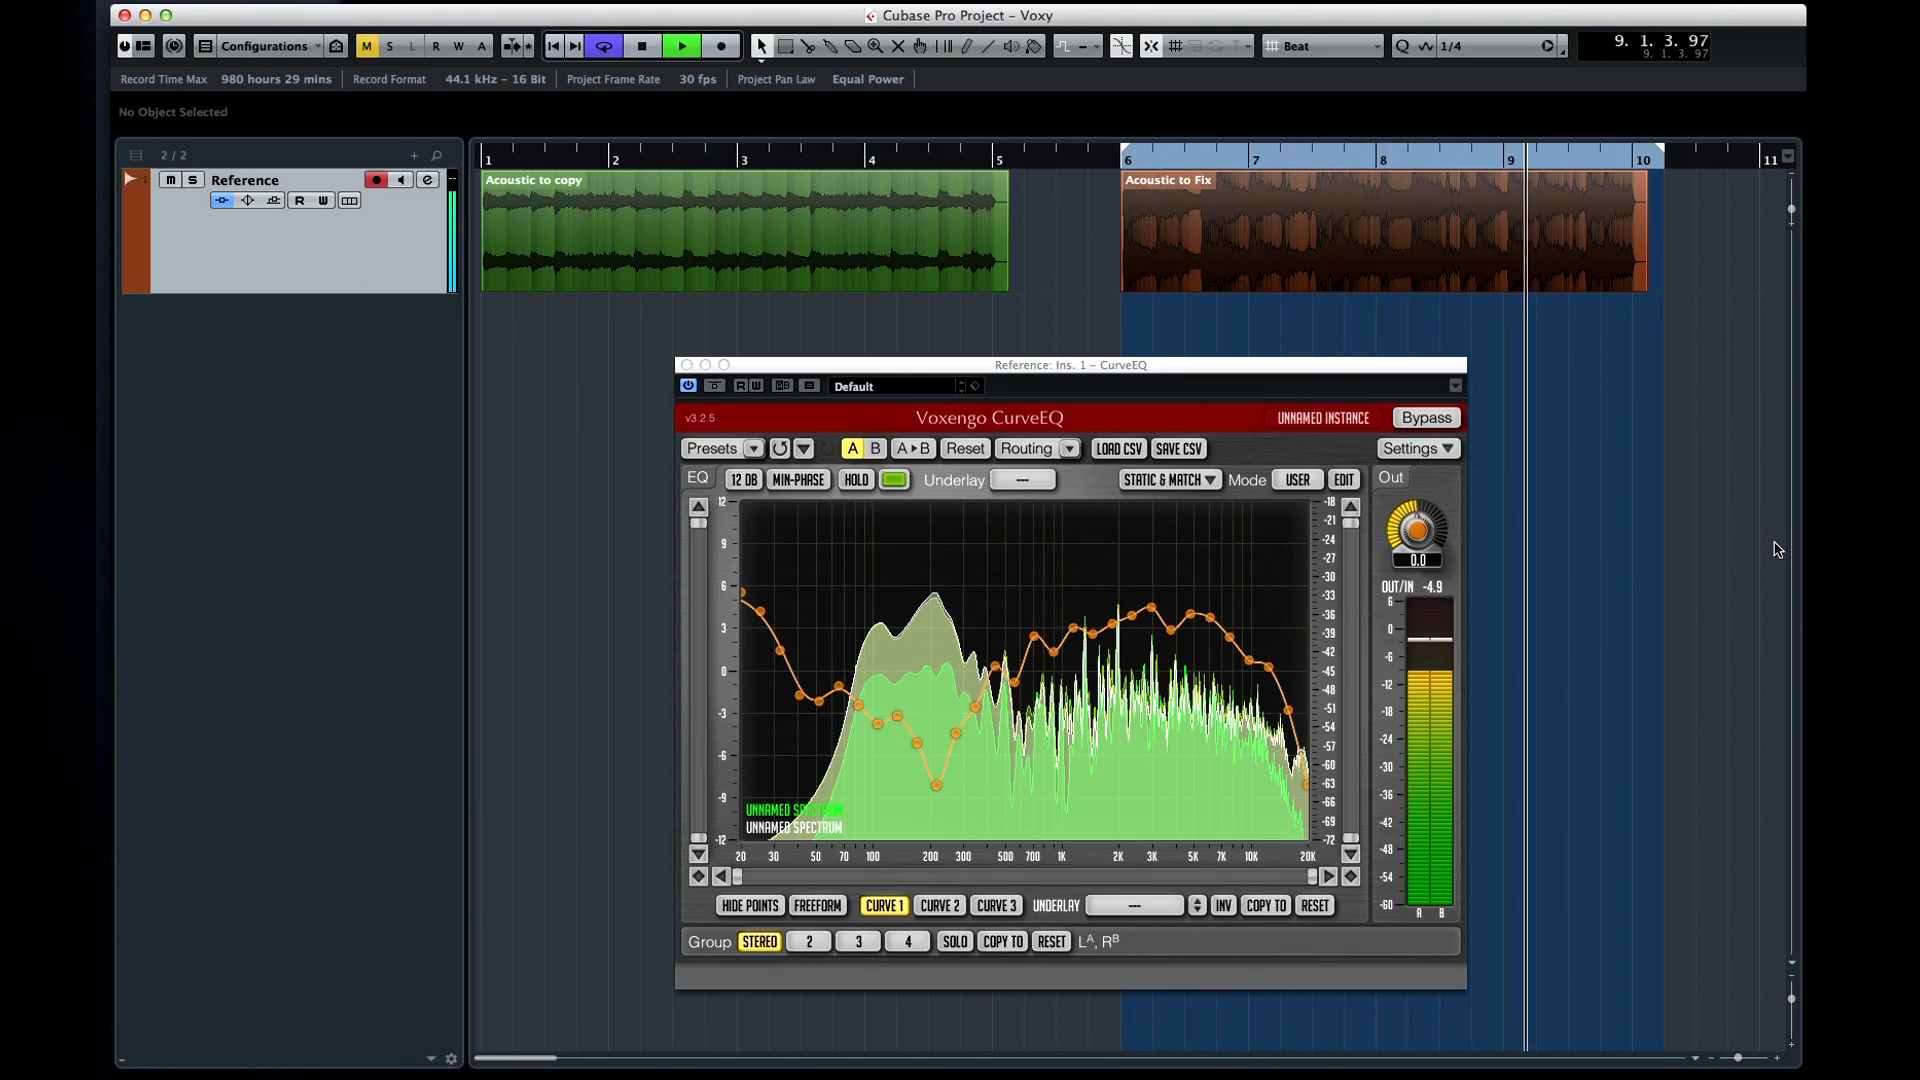 Cubase Pro Project - Voxy
Configurations M S L R W A Beat Q 1/4 9. 1. 3. 97
9. 1. 3. 97
Record Time Max 980 hours 29 mins Record Format 44.1 kHz - 16 Bit Project Frame Rate 30 fps Project Pan Law Equal Power
No Object Selected
2 / 2 +
1 2 3 4 5 6 7 8 9 10 11
1 M S Reference e
R W
Acoustic to copy Acoustic to Fix
Reference: Ins. 1 - CurveEQ
R W Default
v3.2.5 Voxengo CurveEQ UNNAMED INSTANCE Bypass
Presets A B A B Reset Routing LOAD CSV SAVE CSV Settings
EQ 12 DB MIN-PHASE HOLD Underlay --- STATIC & MATCH Mode USER EDIT Out
12 9 6 3 0 -3 -6 -9 -12
-18 -21 -24 -27 -30 -33 -36 -39 -42 -45 -48 -51 -54 -57 -60 -63 -66 -69 -72
0.0
OUT/IN -4.9
6 0 -6 -12 -18 -24 -30 -36 -42 -48 -54 -60
A B
UNNAMED SPECTRUM
UNNAMED SPECTRUM
20 30 50 70 100 200 300 500 700 1K 2K 3K 5K 7K 10K 20K
HIDE POINTS FREEFORM CURVE 1 CURVE 2 CURVE 3 UNDERLAY --- INV COPY TO RESET
Group STEREO 2 3 4 SOLO COPY TO RESET LA, RB